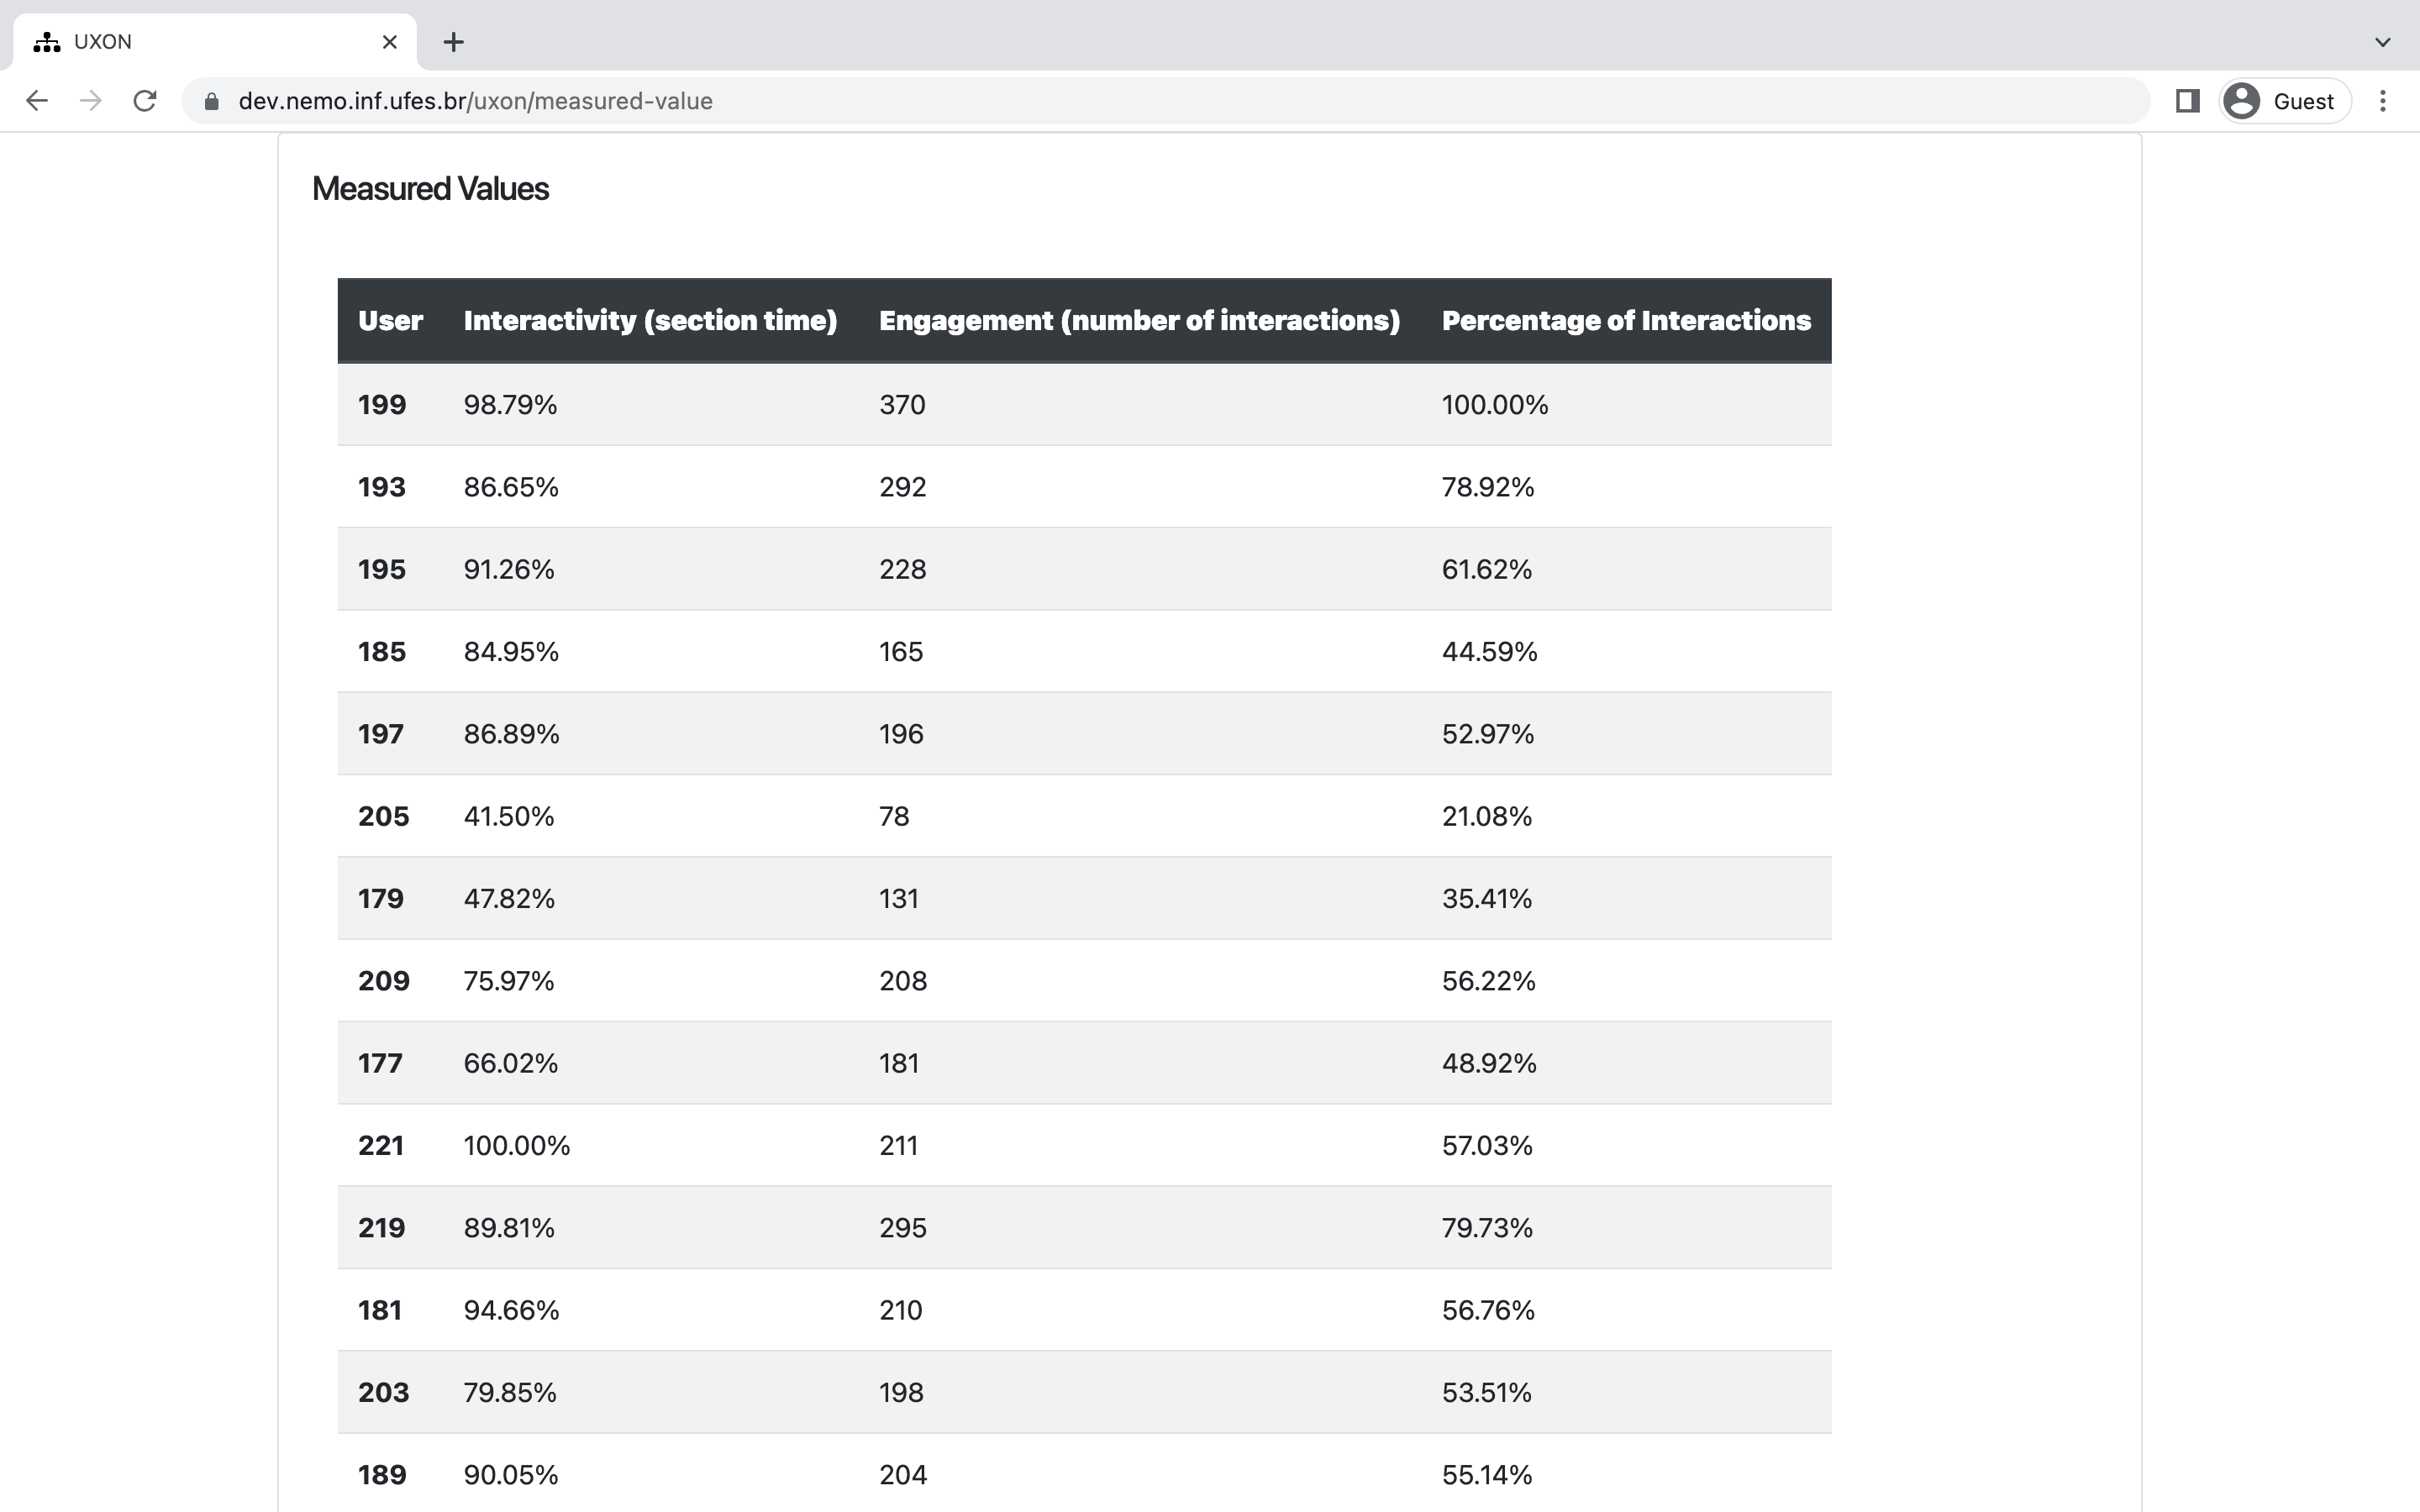 UXON
dev.nemo.inf.ufes.br/uxon/measured-value
Guest
Measured Values
User Interactivity (section time) Engagement (number of interactions) Percentage of Interactions
199 98.79% 370 100.00%
193 86.65% 292 78.92%
195 91.26% 228 61.62%
185 84.95% 165 44.59%
197 86.89% 196 52.97%
205 41.50% 78 21.08%
179 47.82% 131 35.41%
209 75.97% 208 56.22%
177 66.02% 181 48.92%
221 100.00% 211 57.03%
219 89.81% 295 79.73%
181 94.66% 210 56.76%
203 79.85% 198 53.51%
189 90.05% 204 55.14%